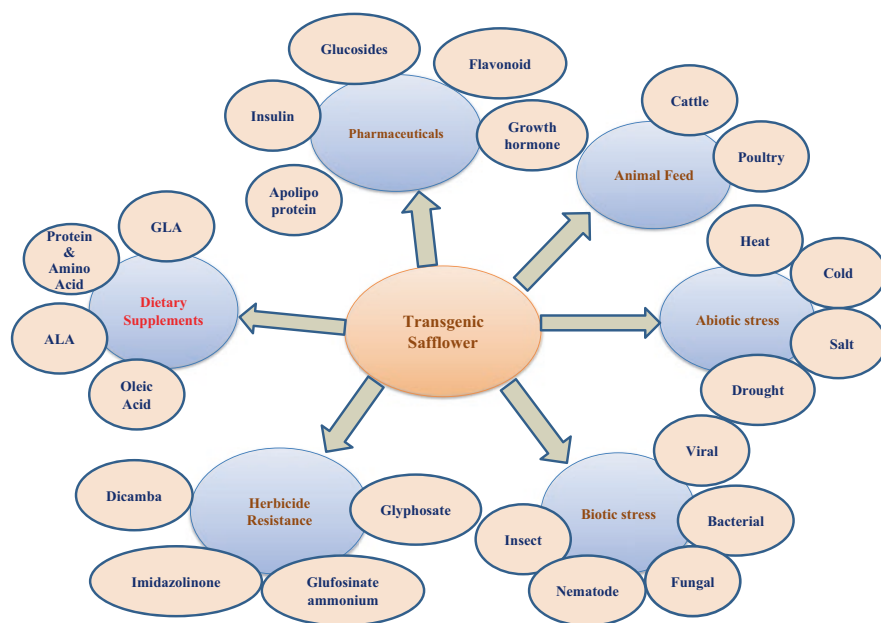 Glucosides
Flavonoid
Insulin
Pharmaceuticals
Growth
hormone
Apolipo
protein
Cattle
Poultry
Animal Feed
GLA
Protein
& 
Amino
Acid
Dietary
Supplements
ALA
Oleic
Acid
Transgenic
Safflower
Heat
Cold
Abiotic stress
Salt
Drought
Dicamba
Herbicide
Resistance
Glyphosate
Imidazolinone
Glufosinate
ammonium
Viral
Biotic stress
Bacterial
Insect
Nematode
Fungal